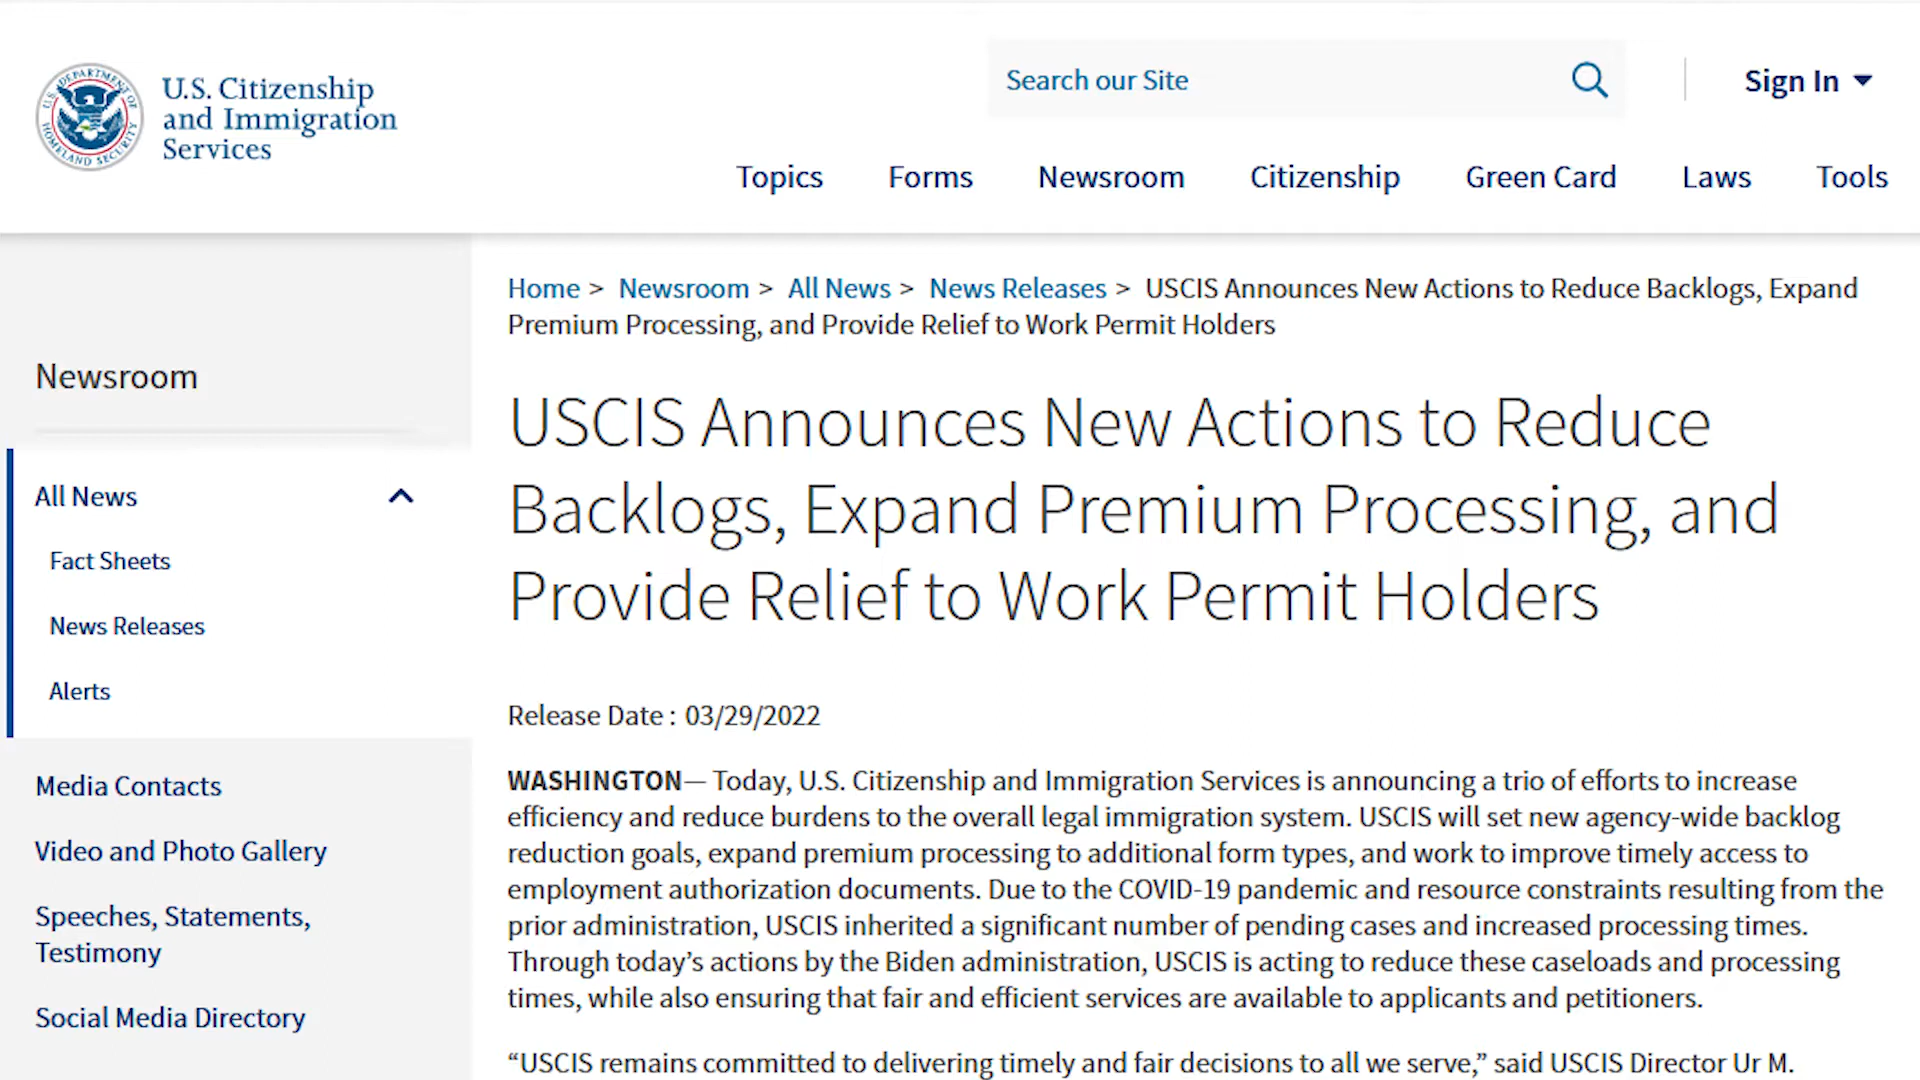 U.S. DEPARTMENT OF HOMELAND SECURITY
U.S. Citizenship
and Immigration
Services
Search our Site
Sign In
Topics
Forms
Newsroom
Citizenship
Green Card
Laws
Tools
Home > Newsroom > All News > News Releases > USCIS Announces New Actions to Reduce Backlogs, Expand
Premium Processing, and Provide Relief to Work Permit Holders
Newsroom
All News
Fact Sheets
News Releases
Alerts
Media Contacts
Video and Photo Gallery
Speeches, Statements,
Testimony
Social Media Directory
USCIS Announces New Actions to Reduce
Backlogs, Expand Premium Processing, and
Provide Relief to Work Permit Holders
Release Date : 03/29/2022
WASHINGTON— Today, U.S. Citizenship and Immigration Services is announcing a trio of efforts to increase
efficiency and reduce burdens to the overall legal immigration system. USCIS will set new agency-wide backlog
reduction goals, expand premium processing to additional form types, and work to improve timely access to
employment authorization documents. Due to the COVID-19 pandemic and resource constraints resulting from the
prior administration, USCIS inherited a significant number of pending cases and increased processing times.
Through today’s actions by the Biden administration, USCIS is acting to reduce these caseloads and processing
times, while also ensuring that fair and efficient services are available to applicants and petitioners.
“USCIS remains committed to delivering timely and fair decisions to all we serve,” said USCIS Director Ur M.